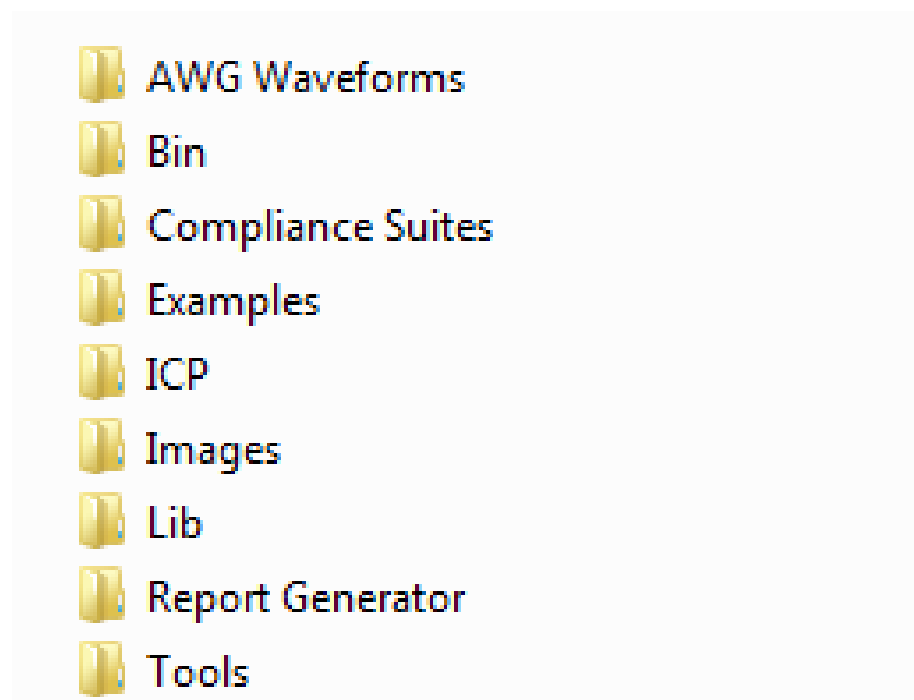 AWG Waveforms
Bin
Compliance Suites
Examples
ICP
Images
Lib
Report Generator
Tools